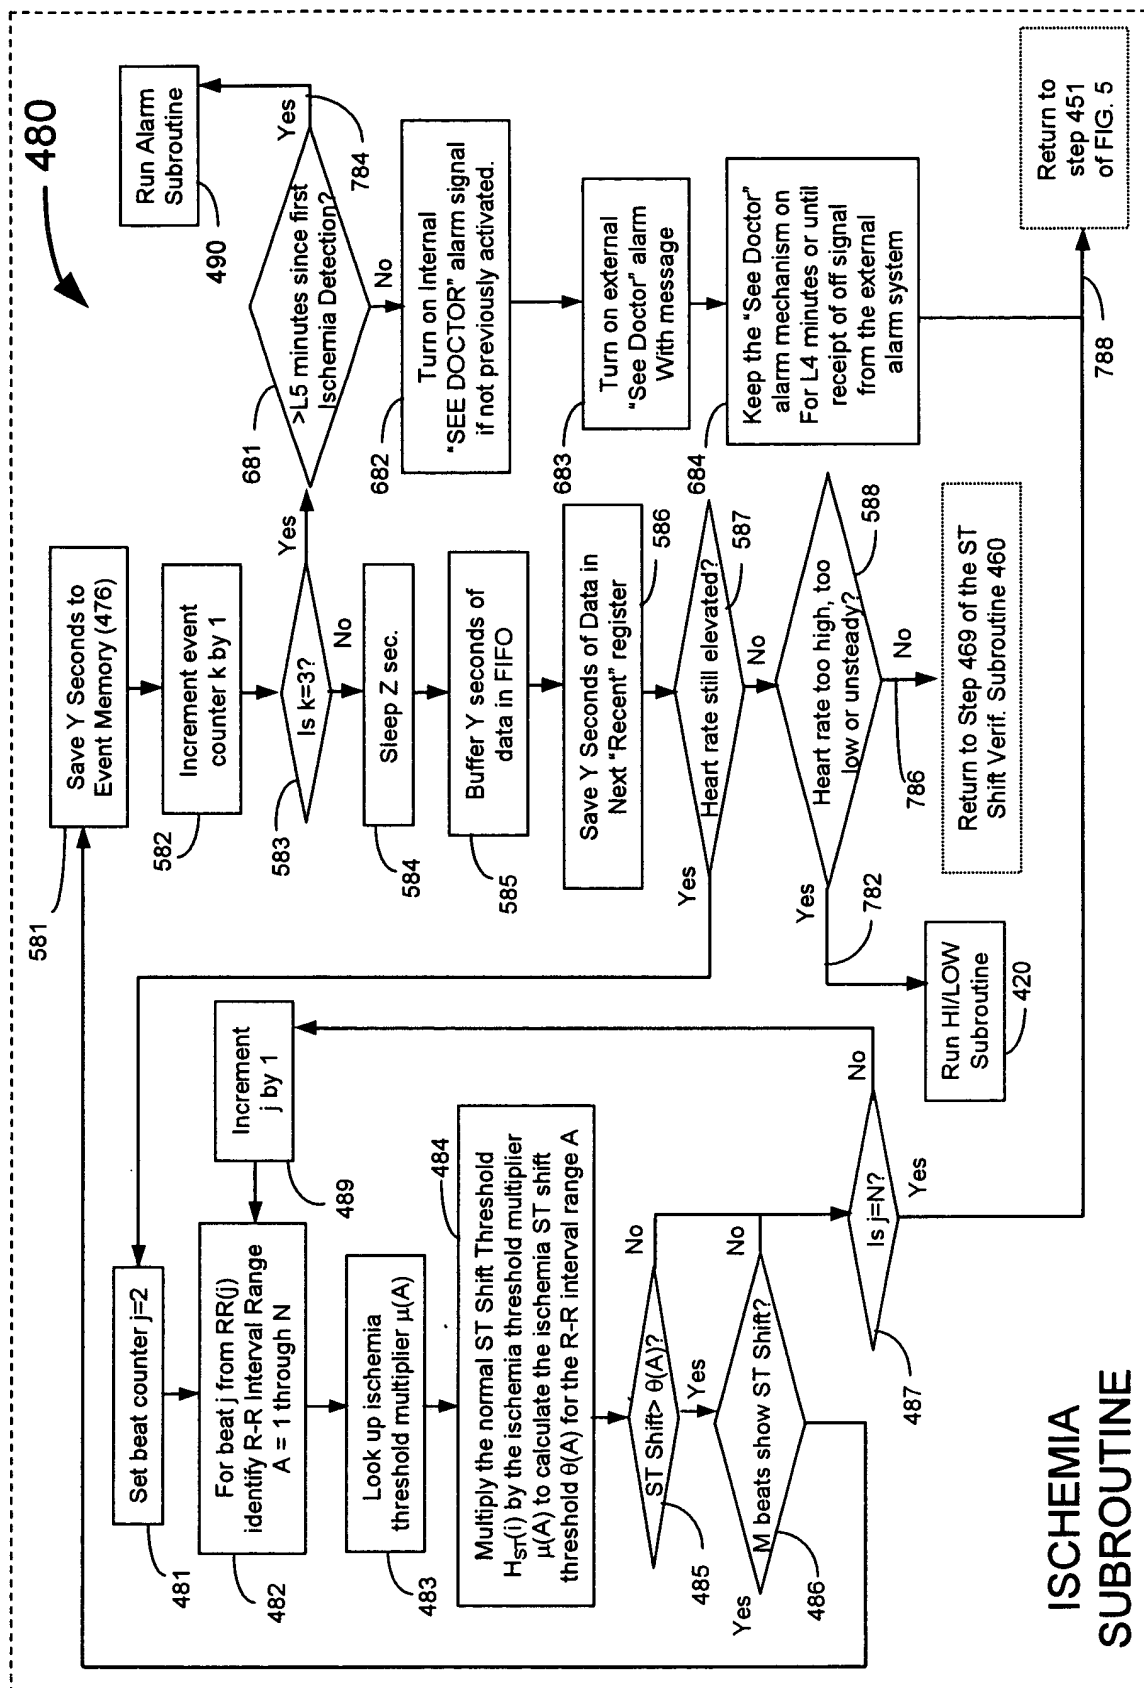 480
Set beat counter j=2
481
For beat j from RR(j)
identify R-R Interval Range
A = 1 through N
482
Increment
j by 1
489
Look up ischemia
threshold multiplier µ(A)
483
Multiply the normal ST Shift Threshold
HST(i) by the ischemia threshold multiplier
µ(A) to calculate the ischemia ST shift
threshold θ(A) for the R-R interval range A
484
ST Shift> θ(A)?
485
No
Yes
M beats show ST Shift?
486
No
Yes
Is j=N?
487
No
Yes
581
Save Y Seconds to
Event Memory (476)
Increment event
counter k by 1
582
Is k=3?
583
Yes
No
Sleep Z sec.
584
Buffer Y seconds of
data in FIFO
585
Save Y Seconds of Data in
Next “Recent” register
586
Heart rate still elevated?
587
Yes
No
Heart rate too high, too
low or unsteady?
588
Yes
782
No
786
Run HI/LOW
Subroutine
420
Return to Step 469 of the ST
Shift Verif. Subroutine 460
>L5 minutes since first
Ischemia Detection?
681
Yes
784
No
Run Alarm
Subroutine
490
Turn on Internal
“SEE DOCTOR” alarm signal
if not previously activated.
682
Turn on external
“See Doctor” alarm
With message
683
Keep the “See Doctor”
alarm mechanism on
For L4 minutes or until
receipt of off signal
from the external
alarm system
684
788
Return to
step 451
of FIG. 5
ISCHEMIA
SUBROUTINE